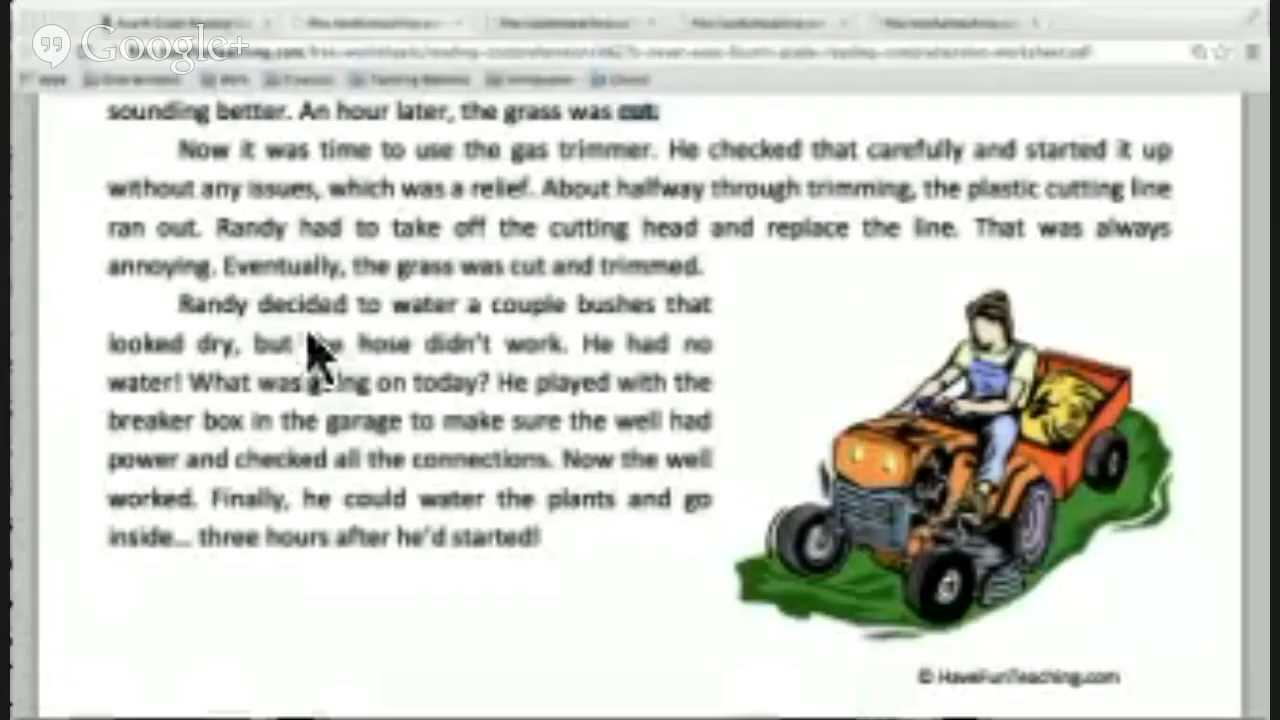 Google+
sounding better. An hour later, the grass was cut.
Now it was time to use the gas trimmer. He checked that carefully and started it up
without any issues, which was a relief. About halfway through trimming, the plastic cutting line
ran out. Randy had to take off the cutting head and replace the line. That was always
annoying. Eventually, the grass was cut and trimmed.
Randy decided to water a couple bushes that
looked dry, but hose didn't work. He had no
water! What was going on today? He played with the
breaker box in the garage to make sure the well had
power and checked all the connections. Now the well
worked. Finally, he could water the plants and go
inside... three hours after he'd started!
© HaveFunTeaching.com